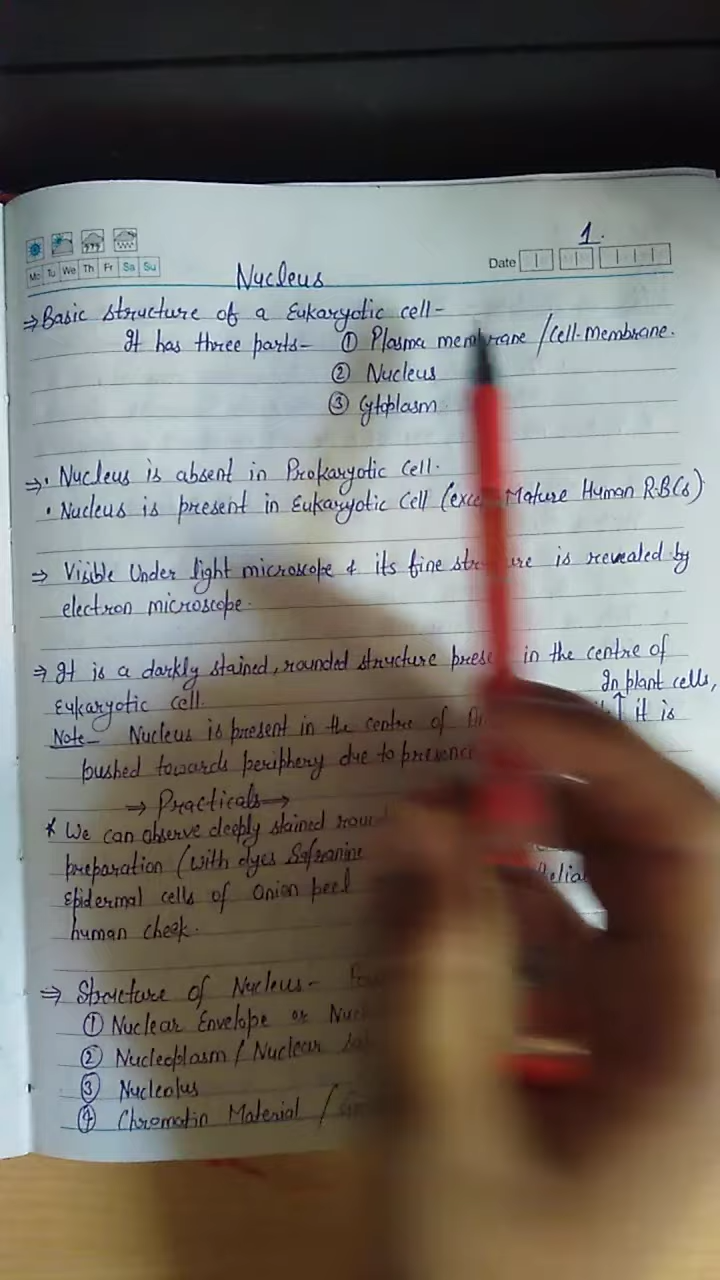 1.
Mo Tu We Th Fr Sa Su
Date
Nucleus
⇒ Basic structure of a Eukaryotic cell-
It has three parts- ① Plasma membrane / Cell-membrane.
② Nucleus
③ Cytoplasm
⇒ • Nucleus is absent in Prokaryotic Cell.
• Nucleus is present in Eukaryotic Cell ( Mature Human R.B.Cs)
⇒ Visible Under light microscope & its fine is revealed by
electron microscope.
⇒ It is a darkly stained, rounded structure in the centre of
Eukaryotic cell.
In plant cells,
Note- Nucleus is present in the centre of it is
pushed towards periphery due to
→ Practicals →
* We can observe deeply stained
preparation (with dyes Safranine
Epidermal cells of Onion peel
human cheek.
⇒ Structure of Nucleus-
① Nuclear Envelope or
② Nucleoplasm / Nuclear
③ Nucleolus
④ Chromatin Material /